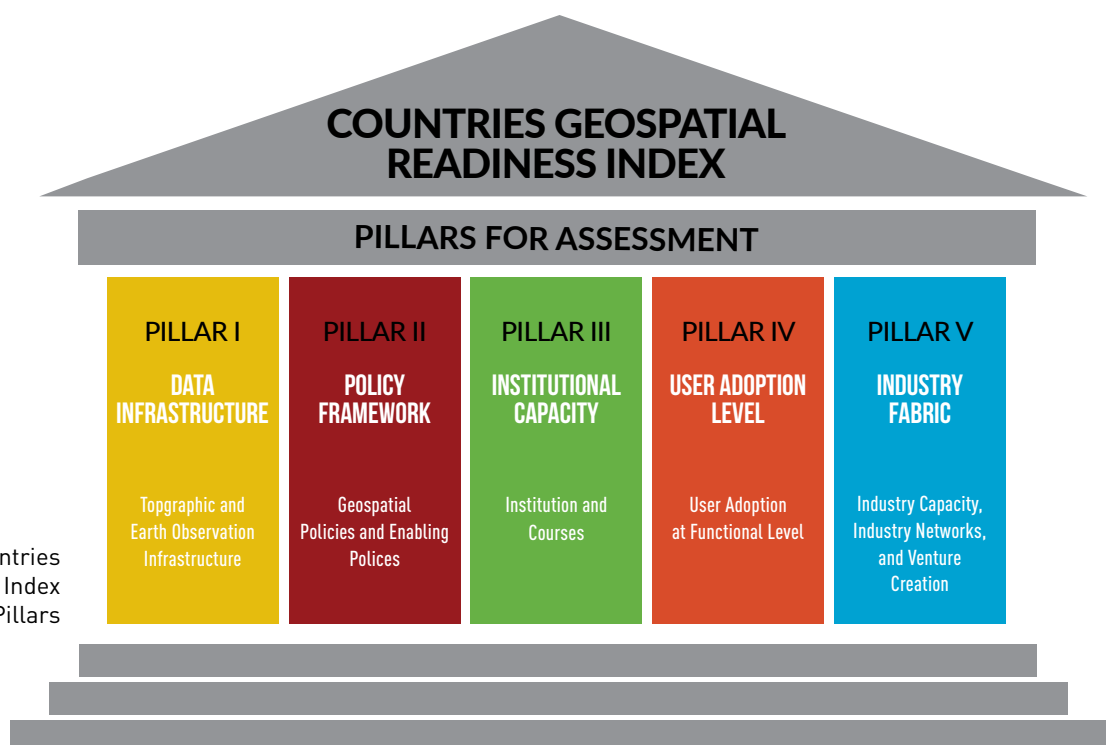 COUNTRIES GEOSPATIAL
READINESS INDEX
PILLARS FOR ASSESSMENT
PILLAR I
DATA
INFRASTRUCTURE
Topgraphic and
Earth Observation
Infrastructure
PILLAR II
POLICY
FRAMEWORK
Geospatial
Policies and Enabling
Polices
PILLAR III
INSTITUTIONAL
CAPACITY
Institution and
Courses
PILLAR IV
USER ADOPTION
LEVEL
User Adoption
at Functional Level
PILLAR V
INDUSTRY
FABRIC
Industry Capacity,
Industry Networks,
and Venture
Creation
ntries
Index
Pillars